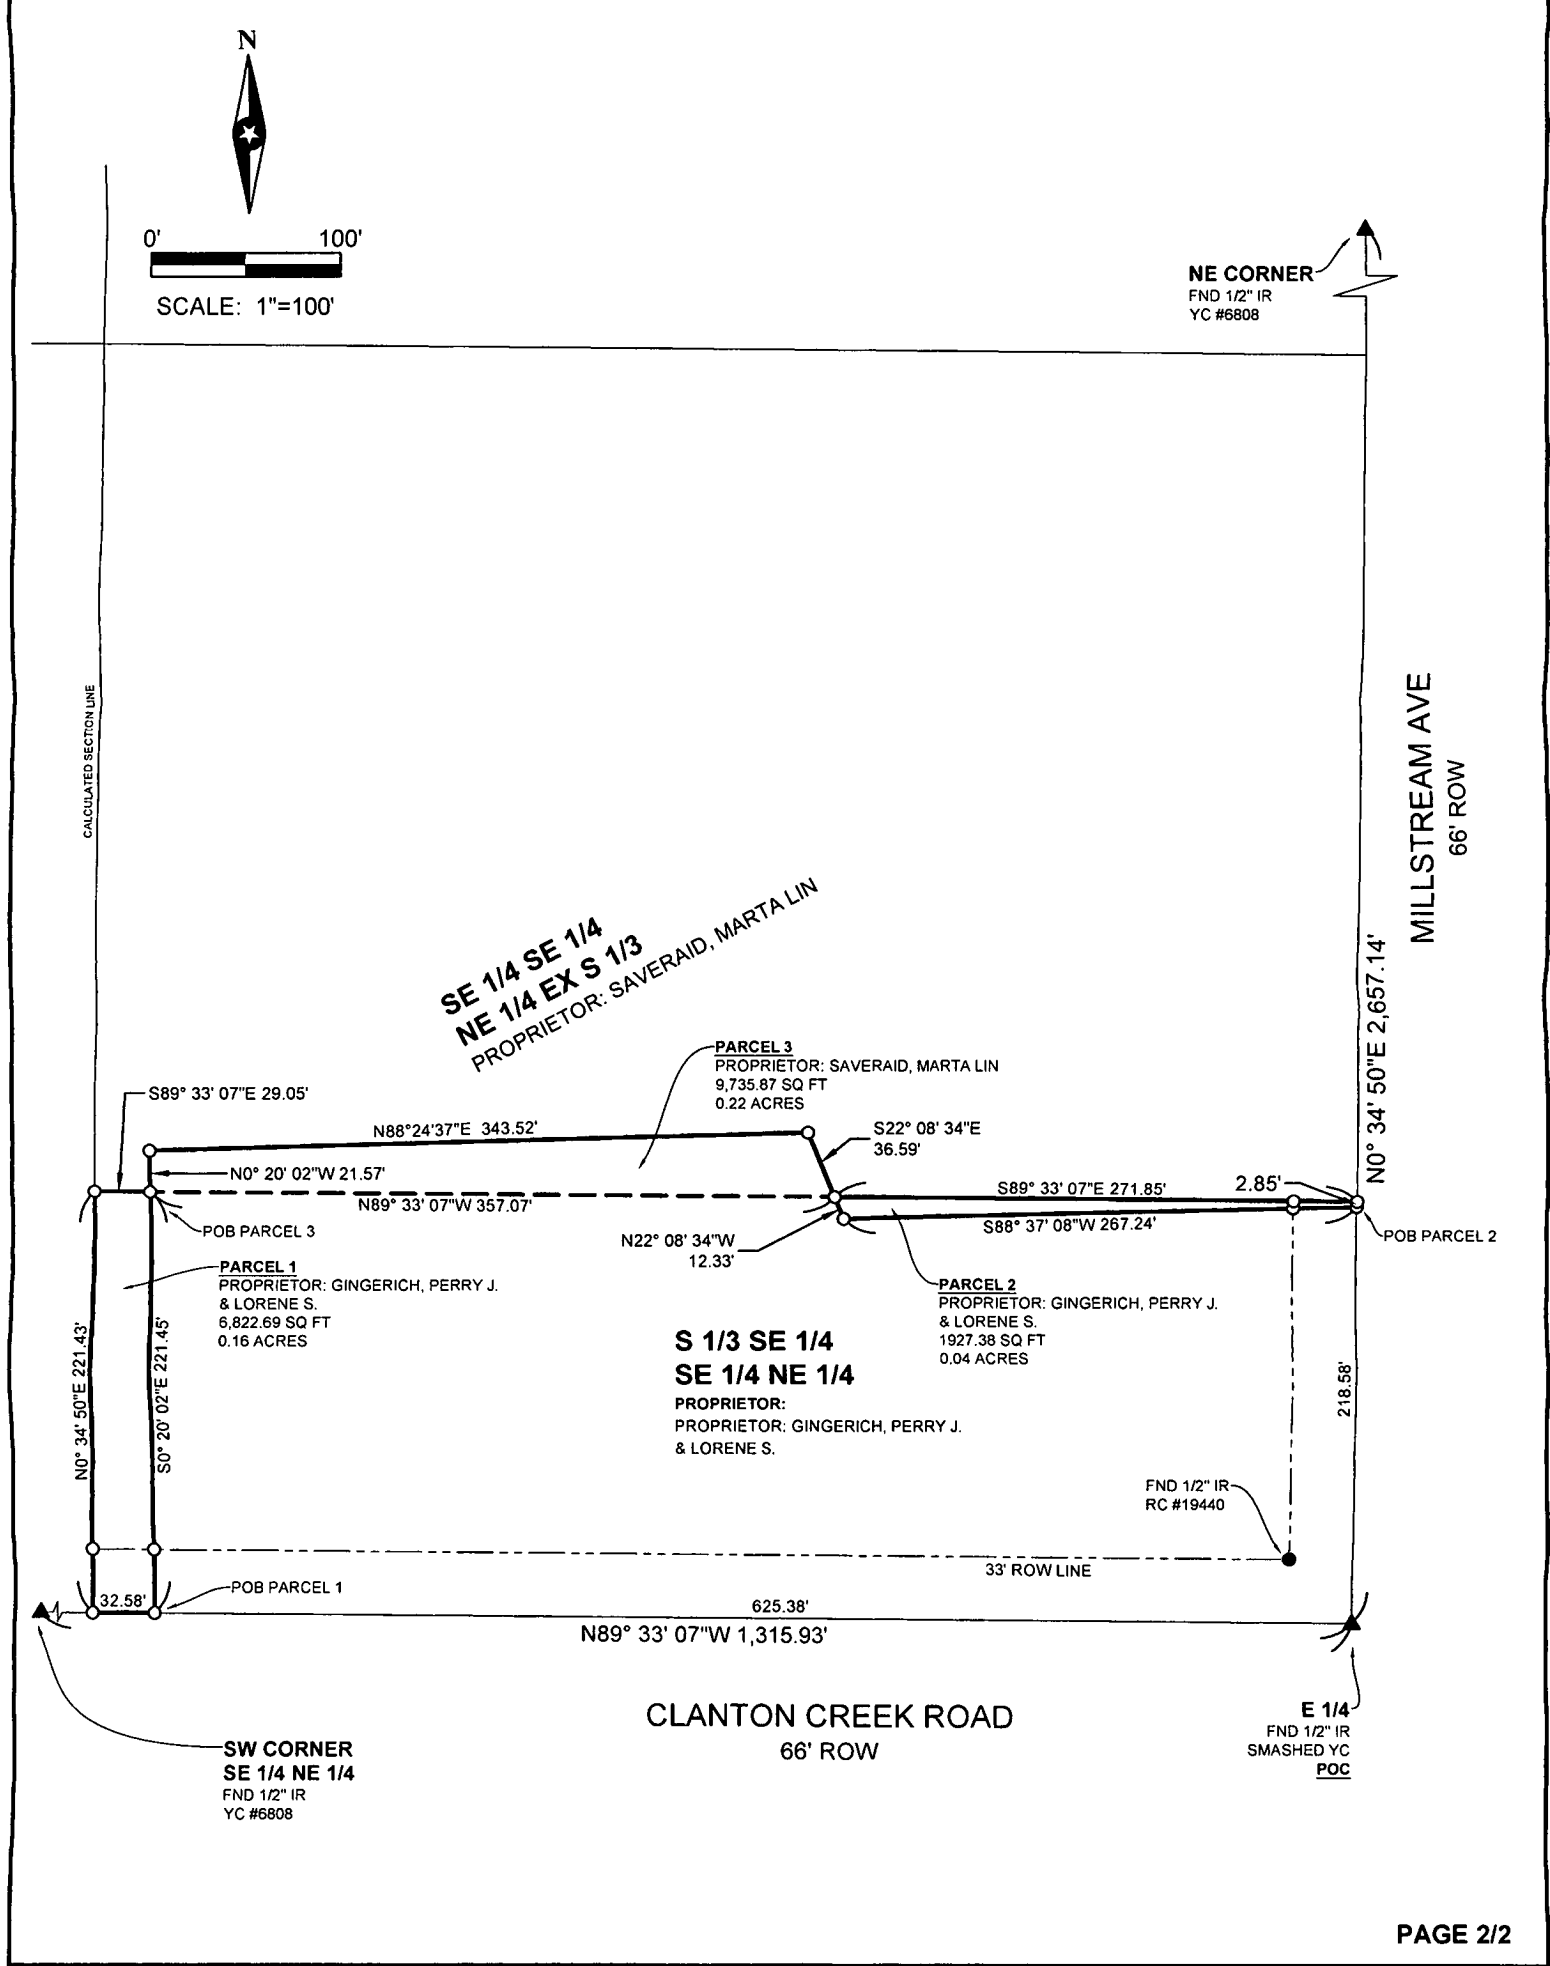 N
0' 100'
SCALE: 1"=100'
NE CORNER
FND 1/2" IR
YC #6808
CALCULATED SECTION LINE
MILLSTREAM AVE
66' ROW
N0° 34' 50"E 2,657.14'
SE 1/4 SE 1/4
NE 1/4 EX S 1/3
PROPRIETOR: SAVERAID, MARTA LIN
PARCEL 3
PROPRIETOR: SAVERAID, MARTA LIN
9,735.87 SQ FT
0.22 ACRES
S89° 33' 07"E 29.05'
N88°24'37"E 343.52'
S22° 08' 34"E
36.59'
N0° 20' 02"W 21.57'
N89° 33' 07"W 357.07'
S89° 33' 07"E 271.85'
2.85'
POB PARCEL 3
N22° 08' 34"W
12.33'
S88° 37' 08"W 267.24'
POB PARCEL 2
PARCEL 1
PROPRIETOR: GINGERICH, PERRY J.
& LORENE S.
6,822.69 SQ FT
0.16 ACRES
PARCEL 2
PROPRIETOR: GINGERICH, PERRY J.
& LORENE S.
1927.38 SQ FT
0.04 ACRES
N0° 34' 50"E 221.43'
S0° 20' 02"E 221.45'
S 1/3 SE 1/4
SE 1/4 NE 1/4
PROPRIETOR:
PROPRIETOR: GINGERICH, PERRY J.
& LORENE S.
218.58'
FND 1/2" IR
RC #19440
33' ROW LINE
POB PARCEL 1
32.58'
625.38'
N89° 33' 07"W 1,315.93'
CLANTON CREEK ROAD
66' ROW
SW CORNER
SE 1/4 NE 1/4
FND 1/2" IR
YC #6808
E 1/4
FND 1/2" IR
SMASHED YC
POC
PAGE 2/2